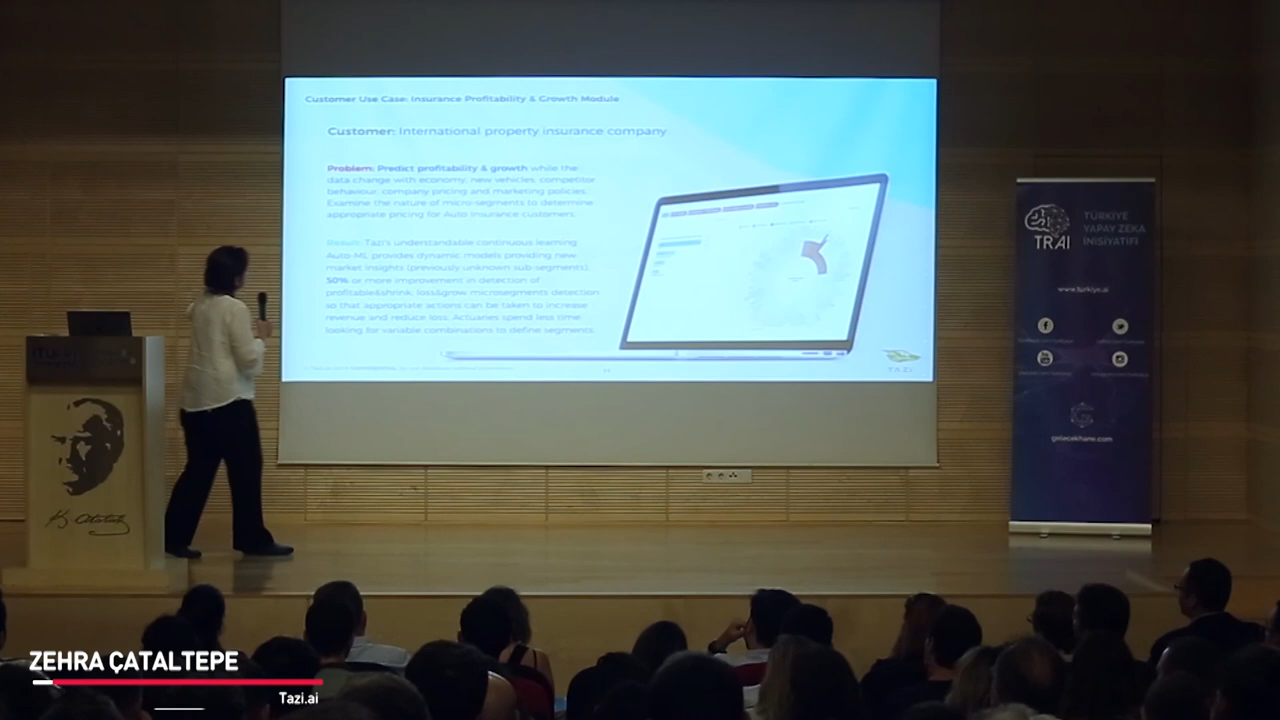 Customer Use Case: Insurance Profitability & Growth Module
Customer: International property insurance company
Problem: Predict profitability & growth while the
data change with economy, new vehicles, competitor
behaviour, company pricing and marketing policies.
Examine the nature of micro-segments to determine
appropriate pricing for Auto Insurance customers.
Result: Tazi's understandable continuous learning
Auto-ML provides dynamic models providing new
market insights (previously unknown sub-segments)
50% or more improvement in detection of
profitable&shrink, loss&grow microsegments detection
so that appropriate actions can be taken to increase
revenue and reduce loss. Actuaries spend less time
looking for variable combinations to define segments.
TAZI
TRAI
TÜRKİYE
YAPAY ZEKA
İNİSİYATİFİ
www.turkiye.ai
gelecekhane.com
K. Atatürk
ZEHRA ÇATALTEPE
Tazi.ai